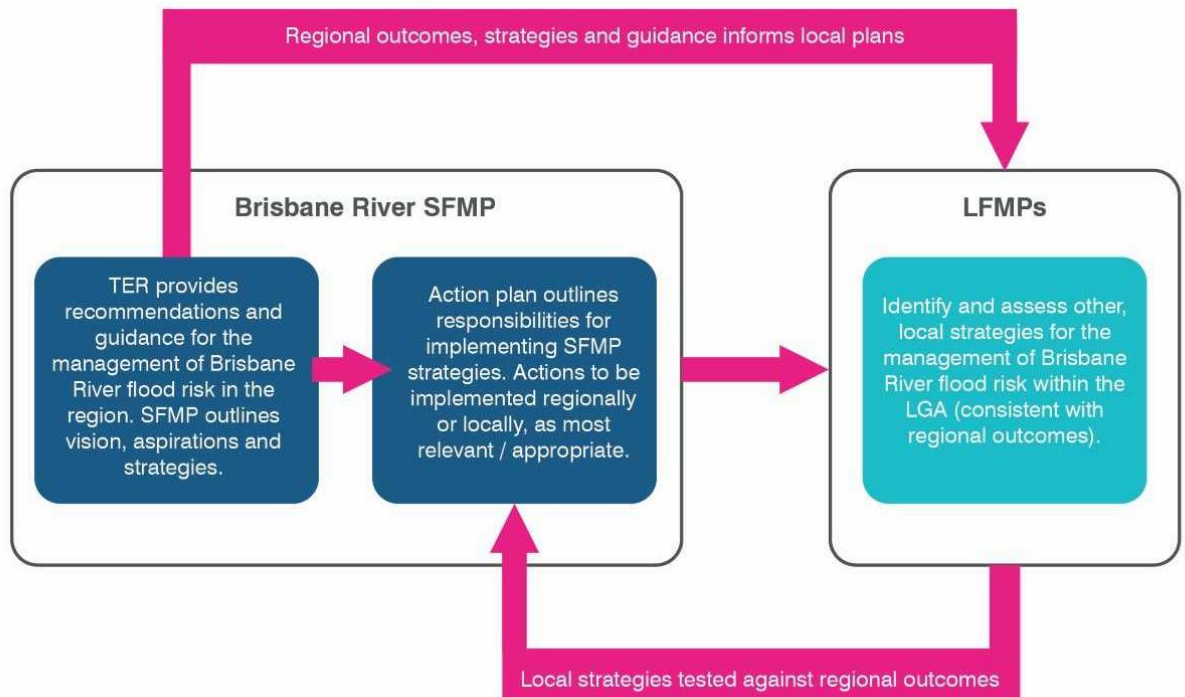 Regional outcomes, strategies and guidance informs local plans
Brisbane River SFMP
TER provides
recommendations and
guidance for the
management of Brisbane
River flood risk in the
region. SFMP outlines
vision, aspirations and
strategies.
Action plan outlines
responsibilities for
implementing SFMP
strategies. Actions to be
implemented regionally
or locally, as most
relevant / appropriate.
LFMPs
Identify and assess other,
local strategies for the
management of Brisbane
River flood risk within the
LGA (consistent with
regional outcomes).
Local strategies tested against regional outcomes